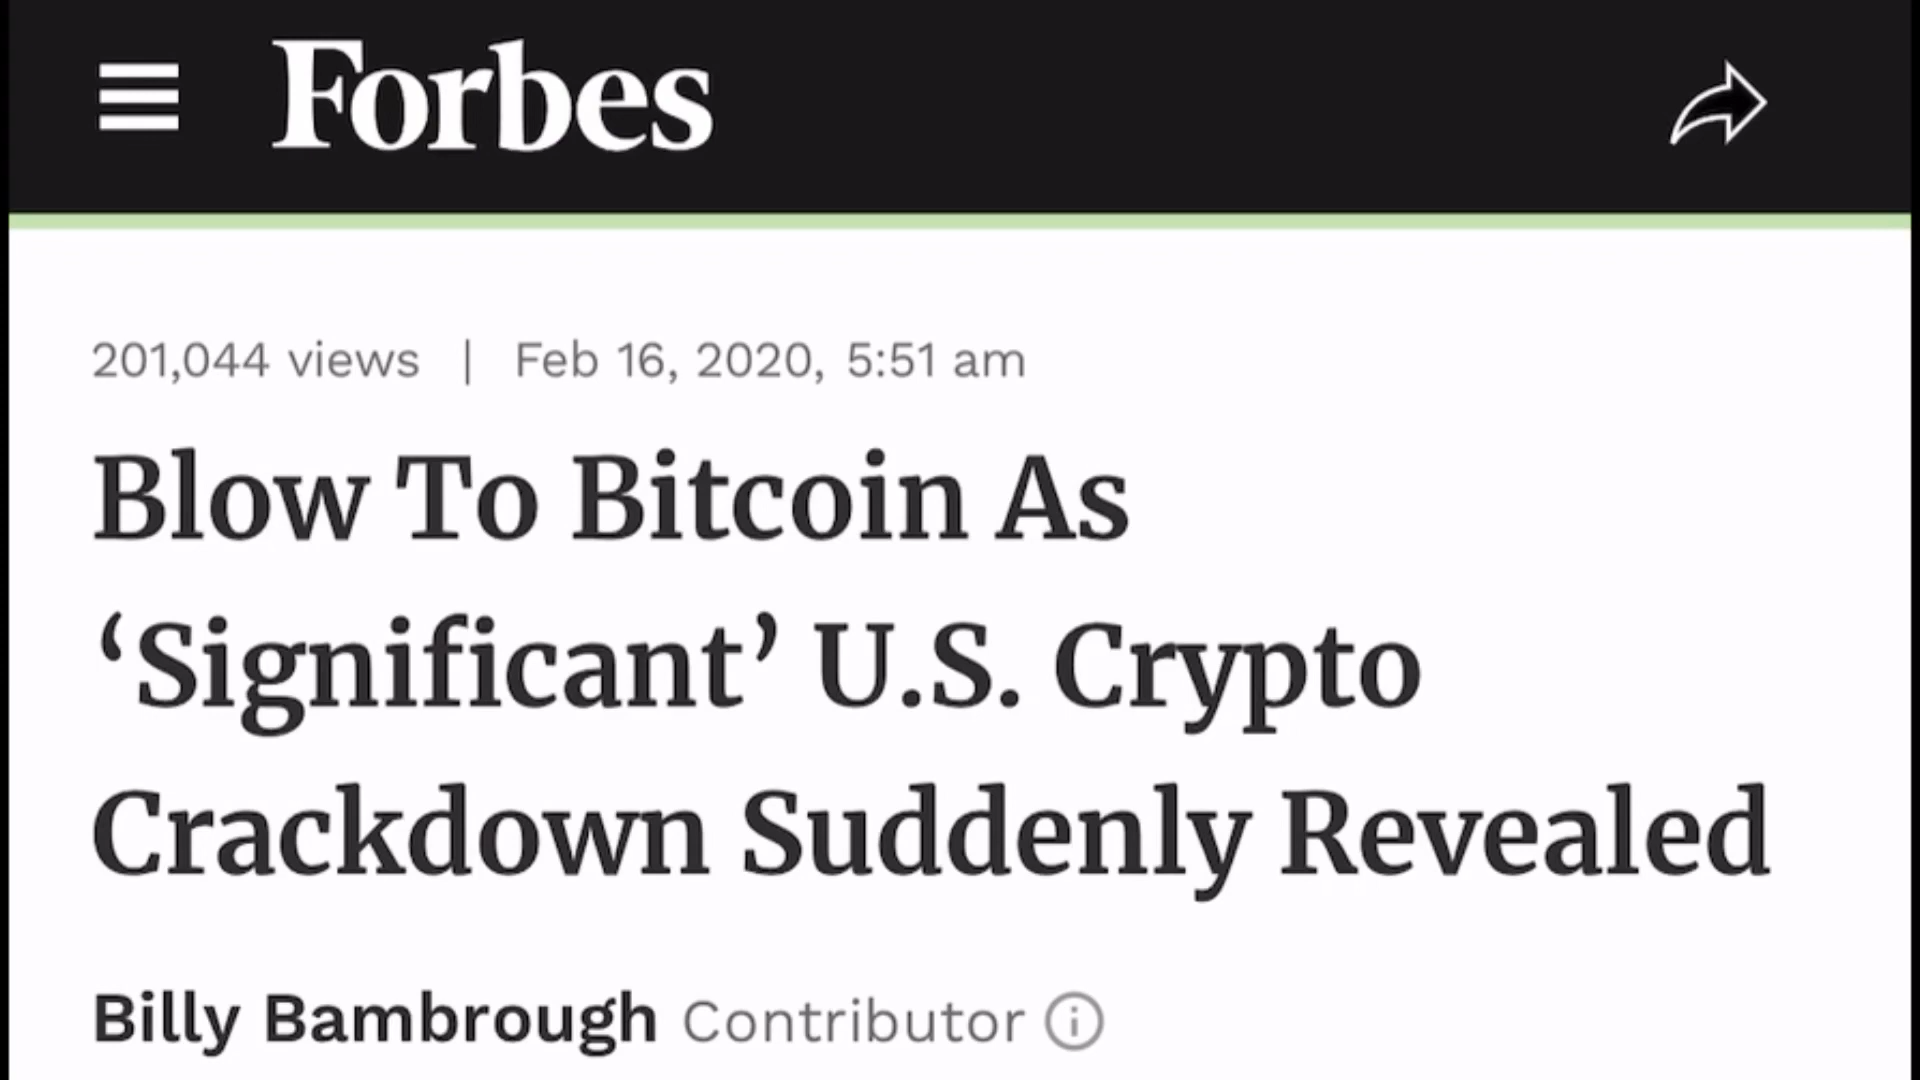 Forbes
201,044 views | Feb 16, 2020, 5:51 am
Blow To Bitcoin As
‘Significant’ U.S. Crypto
Crackdown Suddenly Revealed
Billy Bambrough Contributor